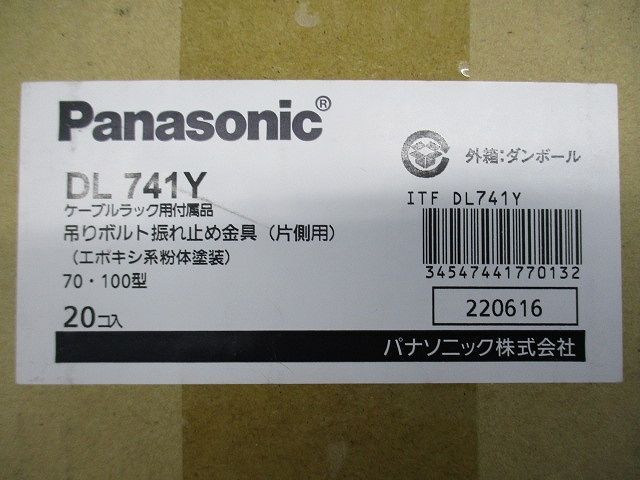 Panasonic®
DL 741Y
ケーブルラック用付属品
吊りボルト振れ止め金具（片側用）
（エポキシ系粉体塗装）
70・100型
20コ入
外箱:ダンボール
ITF DL741Y
34547441770132
220616
パナソニック株式会社